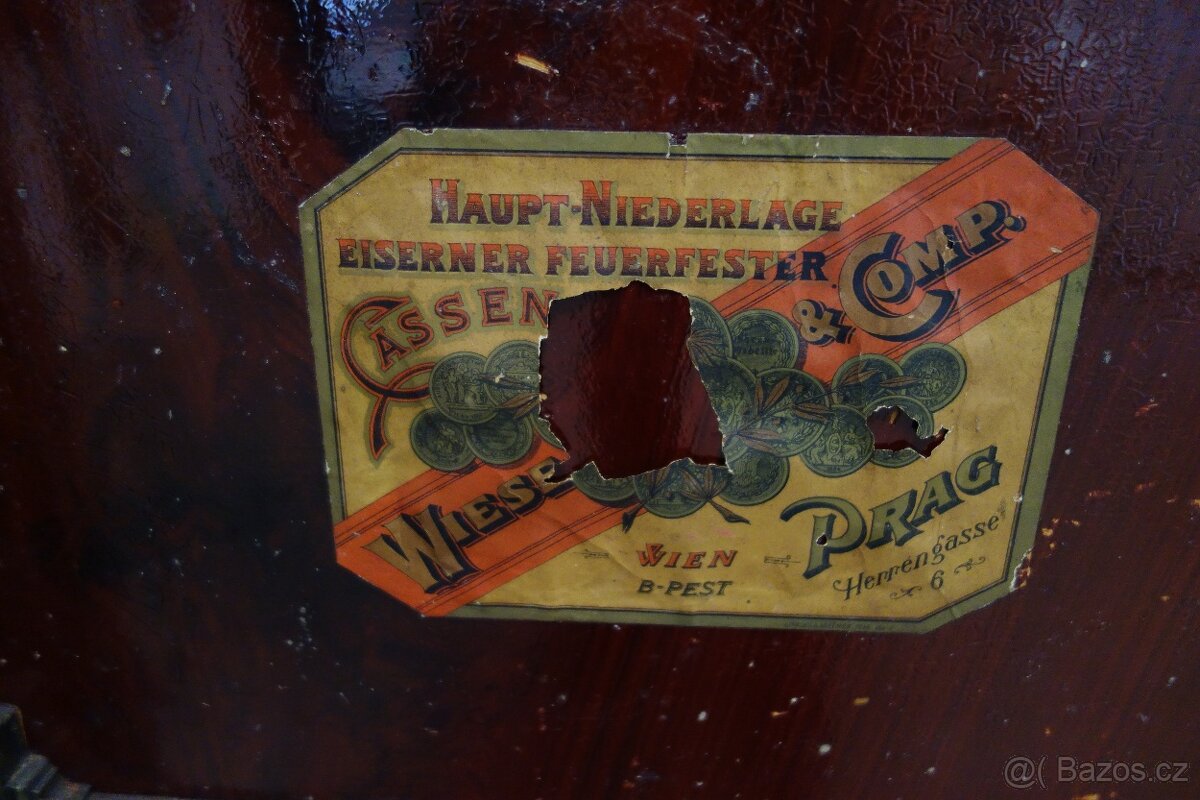 HAUPT-NIEDERLAGE
EISERNER FEUERFESTER
CASSEN
WIESE
& COMP.
PRAG
Herrengasse
6
WIEN
B-PEST
@( Bazos.cz